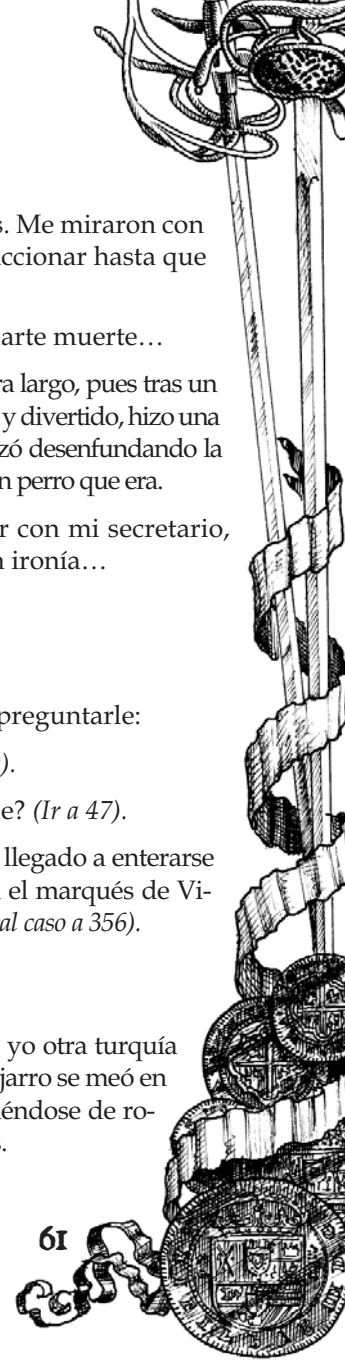 s. Me miraron con
accionar hasta que
arte muerte…
ra largo, pues tras un
y divertido, hizo una
zó desenfundando la
n perro que era.
r con mi secretario,
n ironía…
preguntarle:
).
e? (Ir a 47).
llegado a enterarse
n el marqués de Vi-
tal caso a 356).
yo otra turquía
jarro se meó en
iéndose de ro-
s.
61